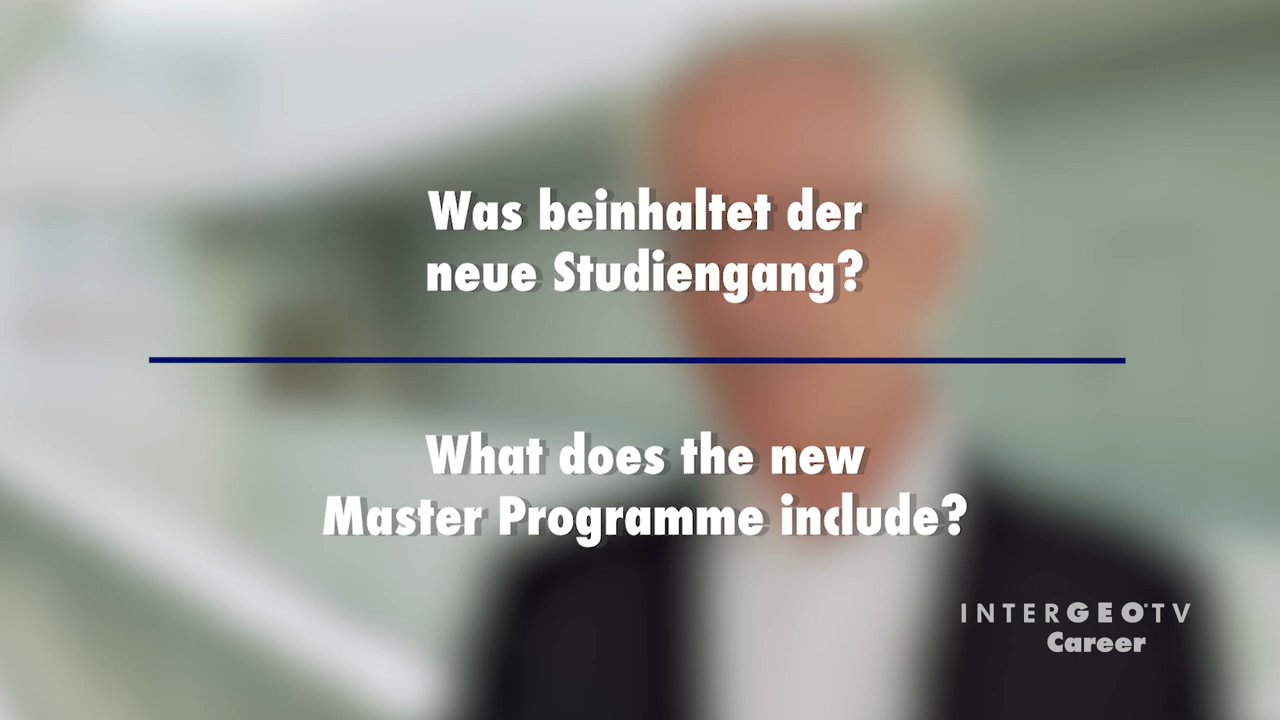 Was beinhaltet der
neue Studiengang?
What does the new
Master Programme include?
INTERGEO TV
Career